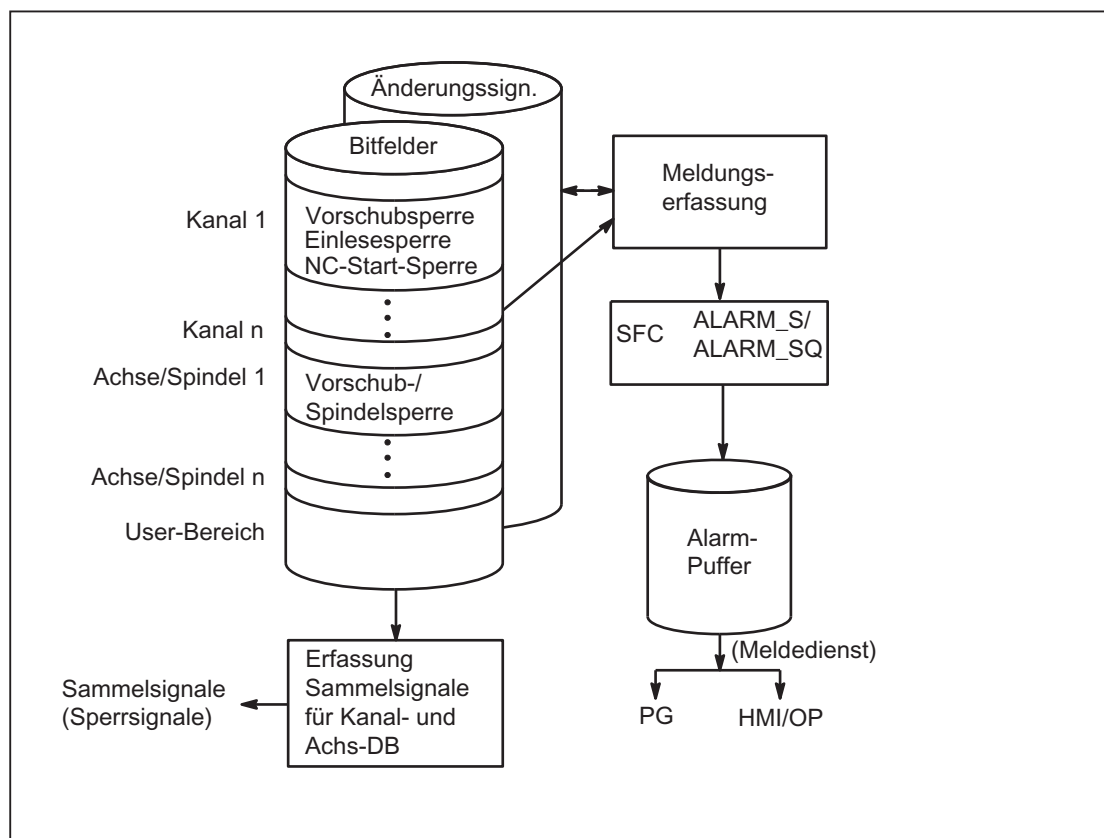 Änderungssign.
Bitfelder
Kanal 1
Vorschubsperre
Einlesesperre
NC-Start-Sperre
Kanal n
Achse/Spindel 1
Vorschub-/
Spindelsperre
Achse/Spindel n
User-Bereich
Meldungs-
erfassung
SFC ALARM_S/
ALARM_SQ
Alarm-
Puffer
(Meldedienst)
PG HMI/OP
Erfassung
Sammelsignale
für Kanal- und
Achs-DB
Sammelsignale
(Sperrsignale)